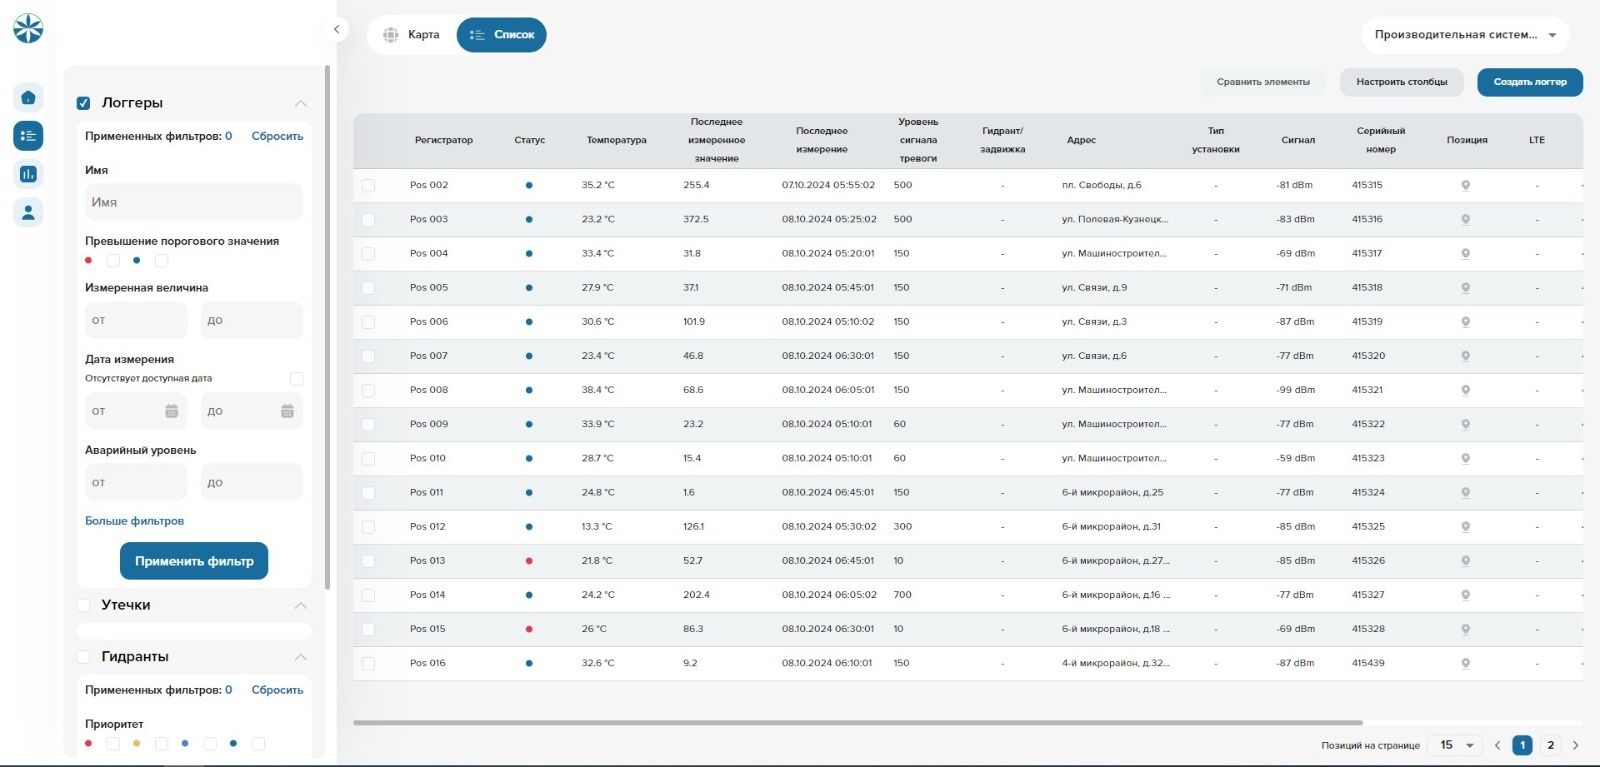 Карта
Список
Производительная систем...
Сравнить элементы
Настроить столбцы
Создать логгер
Логгеры
Примененных фильтров: 0 Сбросить
Имя
Имя
Превышение порогового значения
Измеренная величина
от до
Дата измерения
Отсутствует доступная дата
от до
Аварийный уровень
от до
Больше фильтров
Применить фильтр
Утечки
Гидранты
Примененных фильтров: 0 Сбросить
Приоритет
Регистратор Статус Температура Последнее измеренное значение Последнее измерение Уровень сигнала тревоги Гидрант/задвижка Адрес Тип установки Сигнал Серийный номер Позиция LTE
Pos 002 35.2 °C 255.4 07.10.2024 05:55:02 500 - пл. Свободы, д.6 - -81 dBm 415315 -
Pos 003 23.2 °C 372.5 08.10.2024 05:25:02 500 - ул. Полевая-Кузнецк... - -83 dBm 415316 -
Pos 004 33.4 °C 31.8 08.10.2024 05:20:01 150 - ул. Машиностроител... - -69 dBm 415317 -
Pos 005 27.9 °C 37.1 08.10.2024 05:45:01 150 - ул. Связи, д.9 - -71 dBm 415318 -
Pos 006 30.6 °C 101.9 08.10.2024 05:10:02 150 - ул. Связи, д.3 - -87 dBm 415319 -
Pos 007 23.4 °C 46.8 08.10.2024 06:30:01 150 - ул. Связи, д.6 - -77 dBm 415320 -
Pos 008 38.4 °C 68.6 08.10.2024 06:05:01 150 - ул. Машиностроител... - -99 dBm 415321 -
Pos 009 33.9 °C 23.2 08.10.2024 05:10:01 60 - ул. Машиностроител... - -77 dBm 415322 -
Pos 010 28.7 °C 15.4 08.10.2024 05:10:01 60 - ул. Машиностроител... - -59 dBm 415323 -
Pos 011 24.8 °C 1.6 08.10.2024 06:45:01 150 - 6-й микрорайон, д.25 - -77 dBm 415324 -
Pos 012 13.3 °C 126.1 08.10.2024 05:30:02 300 - 6-й микрорайон, д.31 - -85 dBm 415325 -
Pos 013 21.8 °C 52.7 08.10.2024 06:45:01 10 - 6-й микрорайон, д.27... - -85 dBm 415326 -
Pos 014 24.2 °C 202.4 08.10.2024 06:05:02 700 - 6-й микрорайон, д.16 ... - -77 dBm 415327 -
Pos 015 26 °C 86.3 08.10.2024 06:30:01 10 - 6-й микрорайон, д.18 ... - -69 dBm 415328 -
Pos 016 32.6 °C 9.2 08.10.2024 06:10:01 150 - 4-й микрорайон, д.32... - -87 dBm 415439 -
Позиций на странице 15 1 2